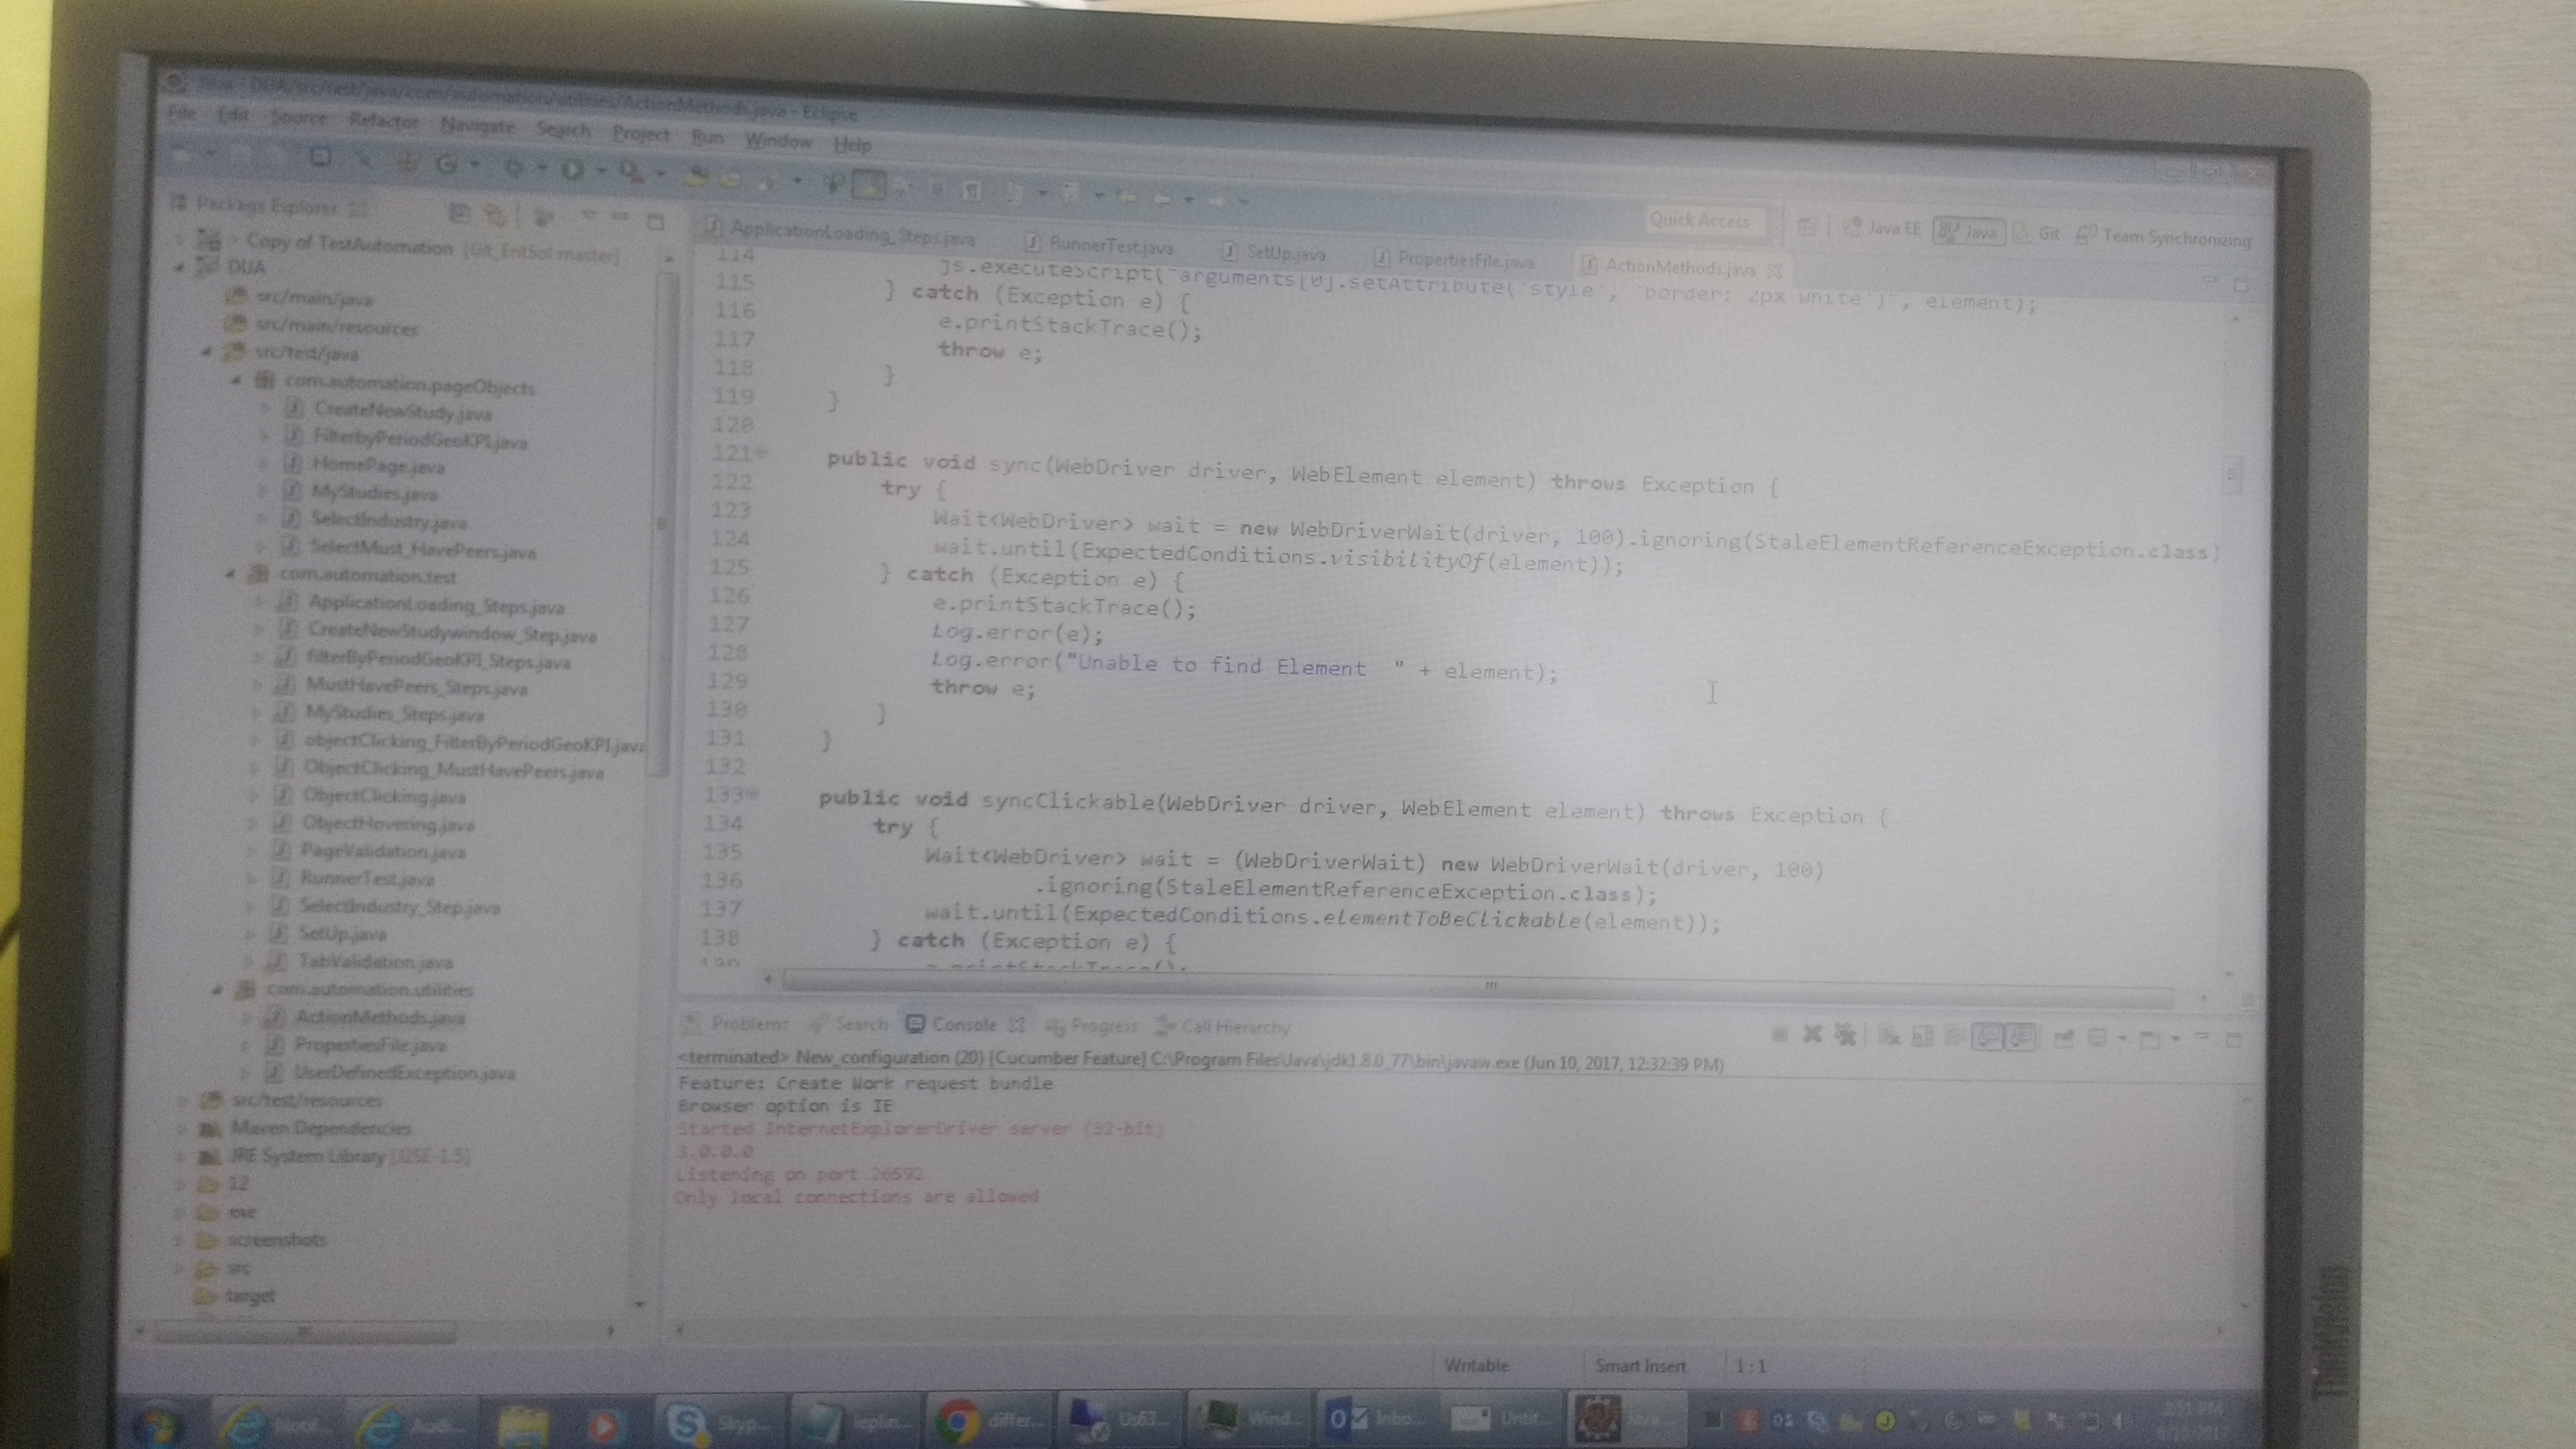 Java - DUA/src/test/java/com/automation/utilities/ActionMethods.java - Eclipse
File Edit Source Refactor Navigate Search Project Run Window Help
Quick Access
Java EE
Java
Git
Team Synchronizing
Package Explorer
Copy of TestAutomation [Git_EntSol master]
DUA
src/main/java
src/main/resources
src/test/java
com.automation.pageObjects
CreateNewStudy.java
FilterbyPeriodGeoKPI.java
HomePage.java
MyStudies.java
SelectIndustry.java
SelectMust_HavePeers.java
com.automation.test
ApplicationLoading_Steps.java
CreateNewStudywindow_Step.java
filterByPeriodGeoKPI_Steps.java
MustHavePeers_Steps.java
MyStudies_Steps.java
objectClicking_FilterByPeriodGeoKPI.java
ObjectClicking_MustHavePeers.java
ObjectClicking.java
ObjectHovering.java
PageValidation.java
RunnerTest.java
SelectIndustry_Step.java
SetUp.java
TabValidation.java
com.automation.utilities
ActionMethods.java
PropertiesFile.java
UserDefinedException.java
src/test/resources
Maven Dependencies
JRE System Library [J2SE-1.5]
12
exe
screenshots
src
target
ApplicationLoading_Steps.java RunnerTest.java SetUp.java PropertiesFile.java ActionMethods.java
114 js.executeScript("arguments[0].setAttribute('style', 'border: 2px white')", element);
115 } catch (Exception e) {
116 e.printStackTrace();
117 throw e;
118 }
119 }
120
121 public void sync(WebDriver driver, WebElement element) throws Exception {
122 try {
123 Wait<WebDriver> wait = new WebDriverWait(driver, 100).ignoring(StaleElementReferenceException.class)
124 wait.until(ExpectedConditions.visibilityOf(element));
125 } catch (Exception e) {
126 e.printStackTrace();
127 Log.error(e);
128 Log.error("Unable to find Element  " + element);
129 throw e;
130 }
131 }
132
133 public void syncClickable(WebDriver driver, WebElement element) throws Exception {
134 try {
135 Wait<WebDriver> wait = (WebDriverWait) new WebDriverWait(driver, 100)
136 .ignoring(StaleElementReferenceException.class);
137 wait.until(ExpectedConditions.elementToBeClickable(element));
138 } catch (Exception e) {
139 e.printStackTrace();
Problems Search Console Progress Call Hierarchy
<terminated> New_configuration (20) [Cucumber Feature] C:\Program Files\Java\jdk1.8.0_77\bin\javaw.exe (Jun 10, 2017, 12:32:39 PM)
Feature: Create Work request bundle
Browser option is IE
Started InternetExplorerDriver server (32-bit)
3.0.0.0
Listening on port 26592
Only local connections are allowed
Writable Smart Insert 1:1
Skyp... differ... Us63... Wind... Inbo... Untit... Java...
2:51 PM
ThinkVision